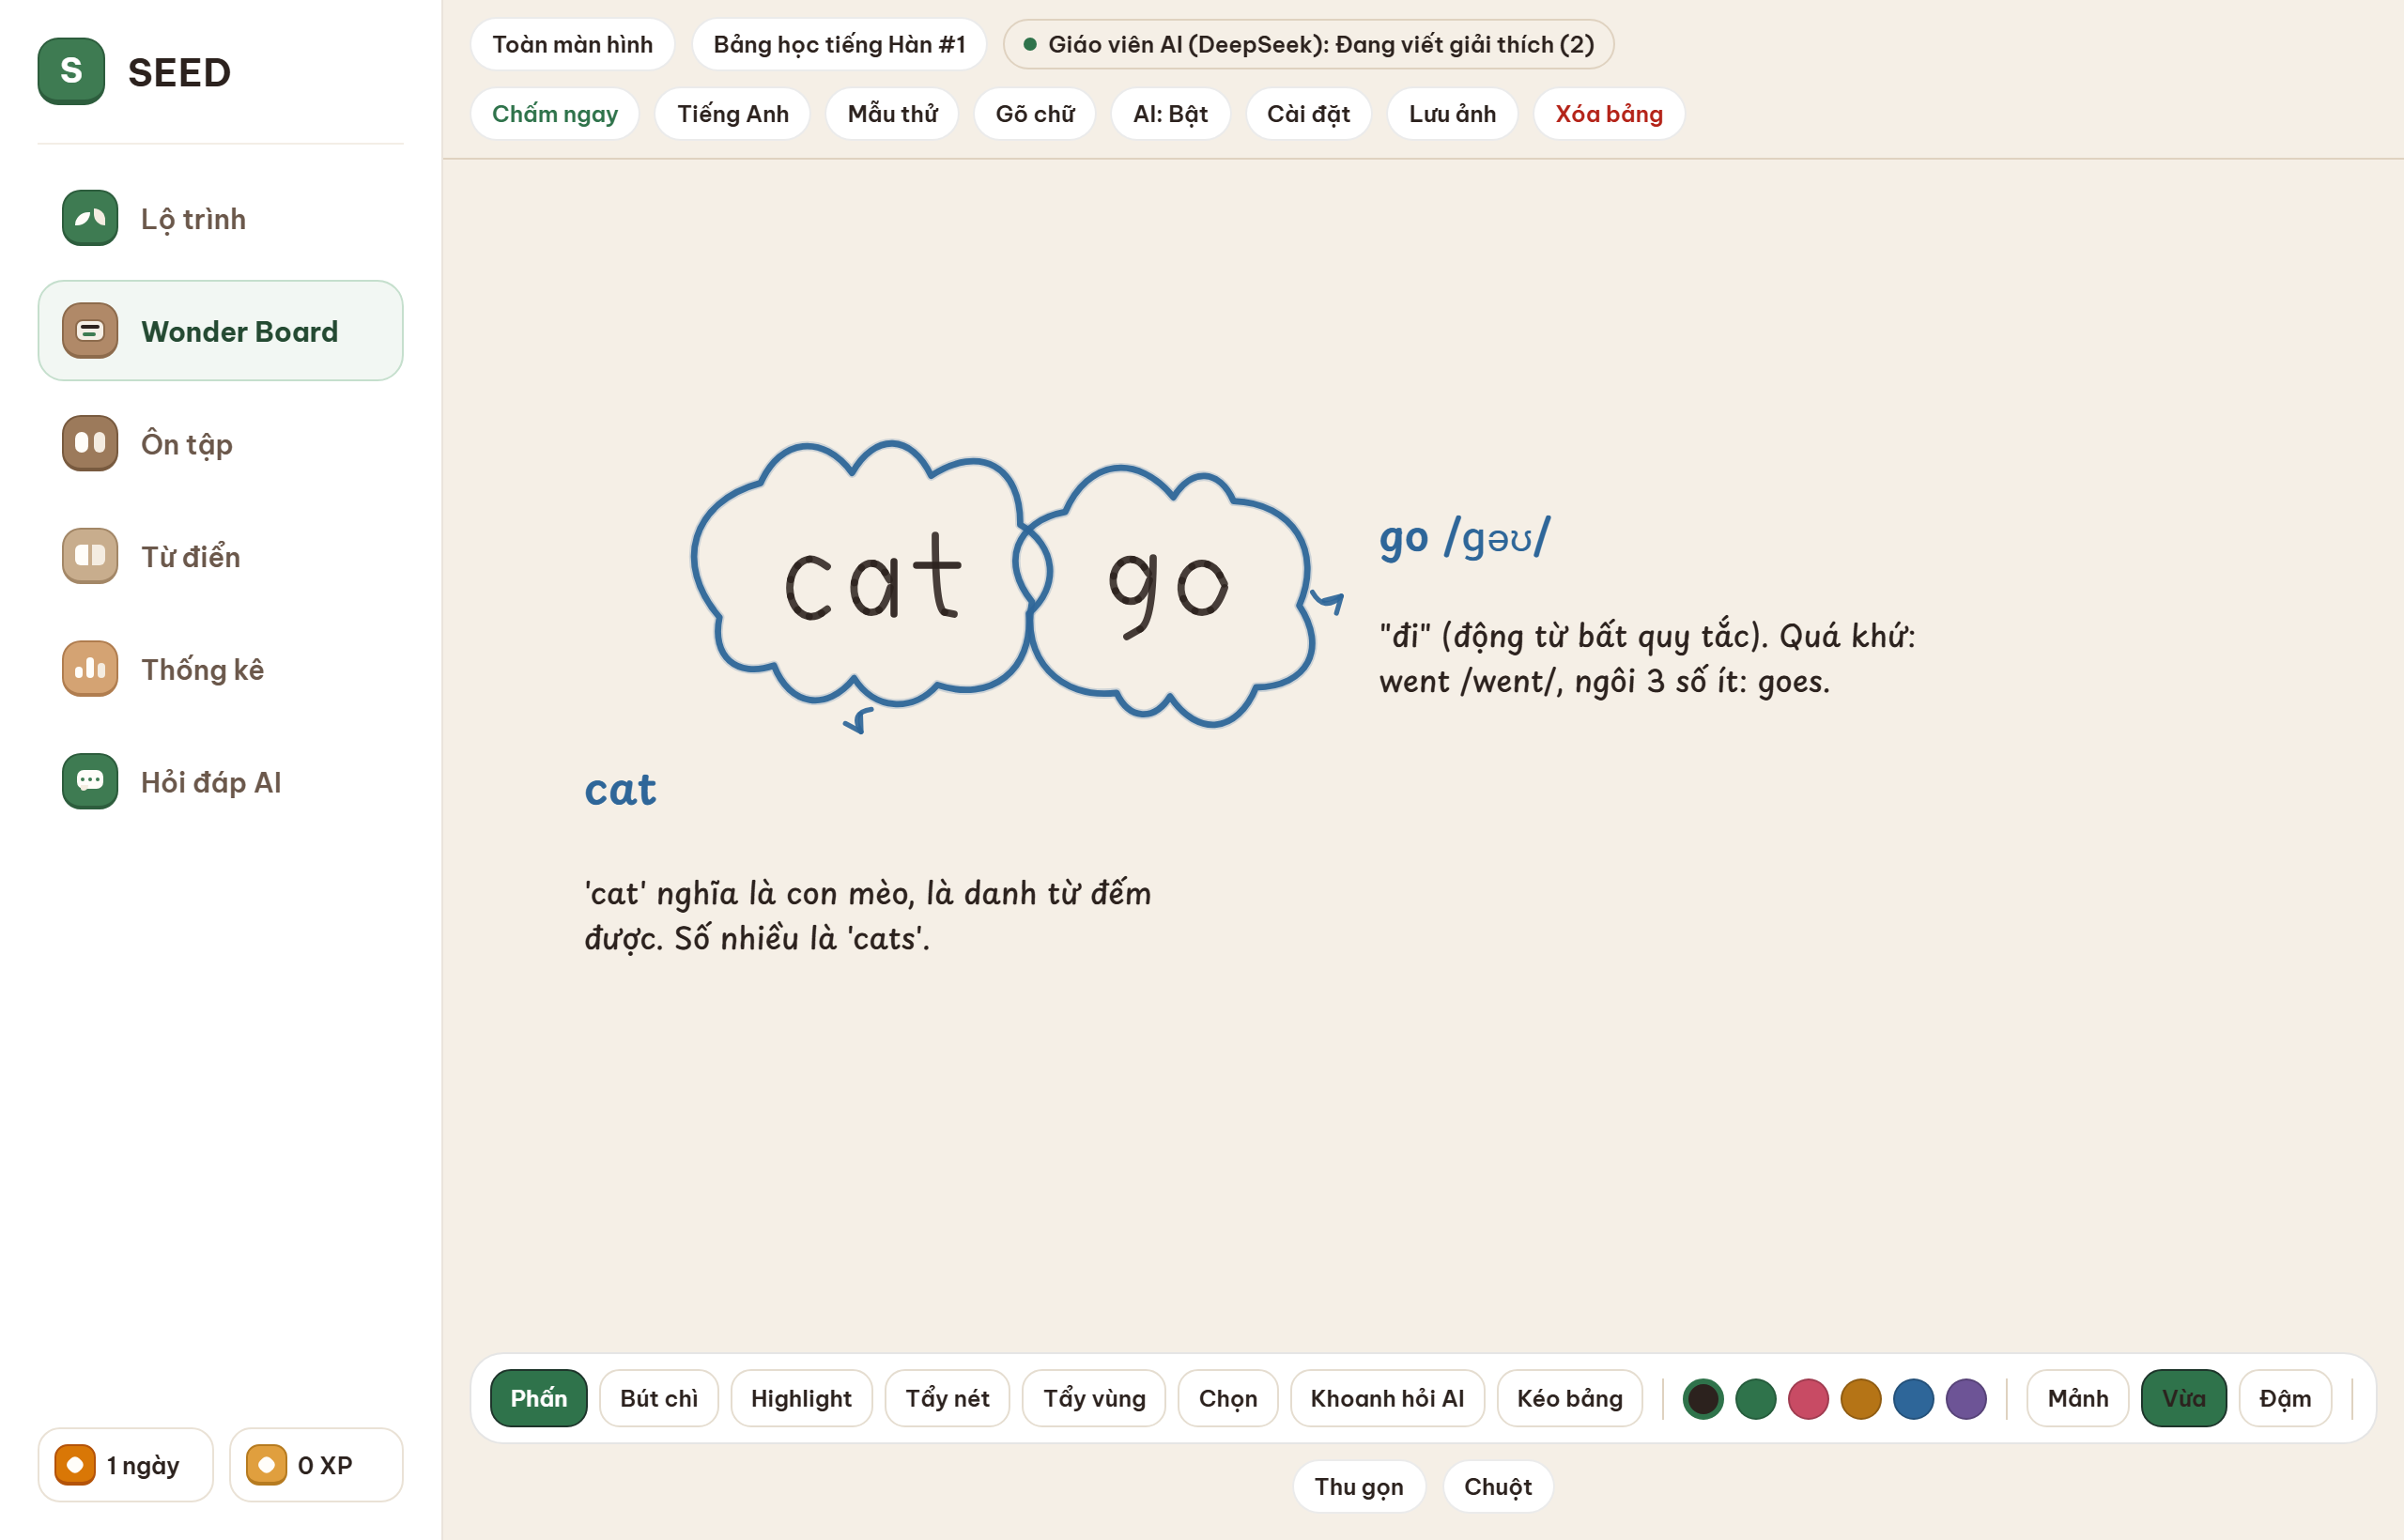 S SEED
Toàn màn hình
Bảng học tiếng Hàn #1
Giáo viên AI (DeepSeek): Đang viết giải thích (2)
Chấm ngay
Tiếng Anh
Mẫu thử
Gõ chữ
AI: Bật
Cài đặt
Lưu ảnh
Xóa bảng
Lộ trình
Wonder Board
Ôn tập
Từ điển
Thống kê
Hỏi đáp AI
1 ngày
0 XP
cat
go
go /gəʊ/
"đi" (động từ bất quy tắc). Quá khứ:
went /went/, ngôi 3 số ít: goes.
cat
'cat' nghĩa là con mèo, là danh từ đếm
được. Số nhiều là 'cats'.
Phấn
Bút chì
Highlight
Tẩy nét
Tẩy vùng
Chọn
Khoanh hỏi AI
Kéo bảng
Mảnh
Vừa
Đậm
Thu gọn
Chuột